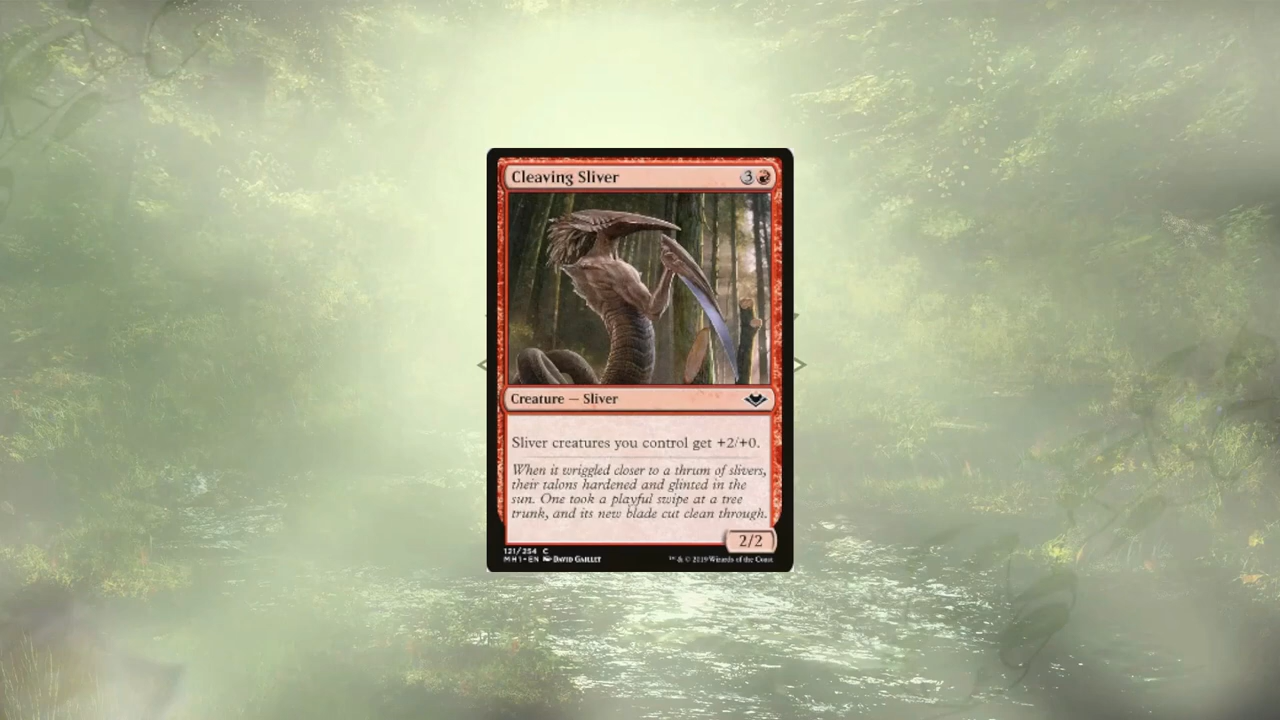 Cleaving Sliver 3
Creature — Sliver
Sliver creatures you control get +2/+0.
When it wriggled closer to a thrum of slivers,
their talons hardened and glinted in the
sun. One took a playful swipe at a tree
trunk, and its new blade cut clean through.
2/2
121/254 C
MH1 • EN DAVID GAILLET ™ & © 2019 Wizards of the Coast